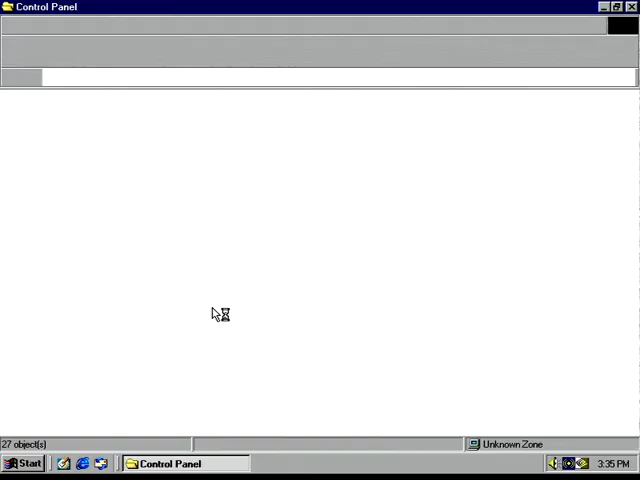 Control Panel
27 object(s)
Unknown Zone
Start
Control Panel
3:35 PM